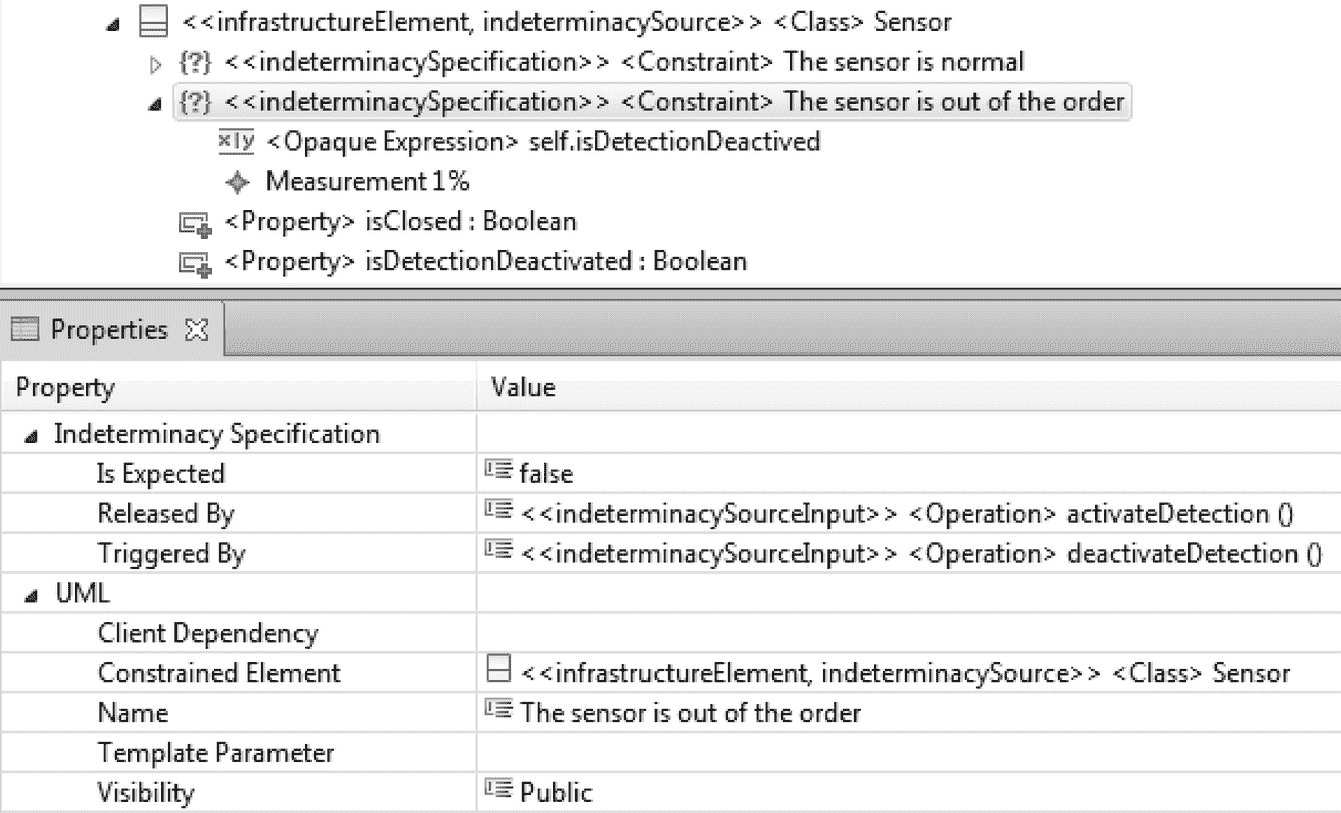 <<infrastructureElement, indeterminacySource>> <Class> Sensor
{?} <<indeterminacySpecification>> <Constraint> The sensor is normal
{?} <<indeterminacySpecification>> <Constraint> The sensor is out of the order
x|y <Opaque Expression> self.isDetectionDeactived
Measurement 1%
<Property> isClosed : Boolean
<Property> isDetectionDeactivated : Boolean
Properties
Property Value
Indeterminacy Specification
Is Expected false
Released By <<indeterminacySourceInput>> <Operation> activateDetection ()
Triggered By <<indeterminacySourceInput>> <Operation> deactivateDetection ()
UML
Client Dependency
Constrained Element <<infrastructureElement, indeterminacySource>> <Class> Sensor
Name The sensor is out of the order
Template Parameter
Visibility Public